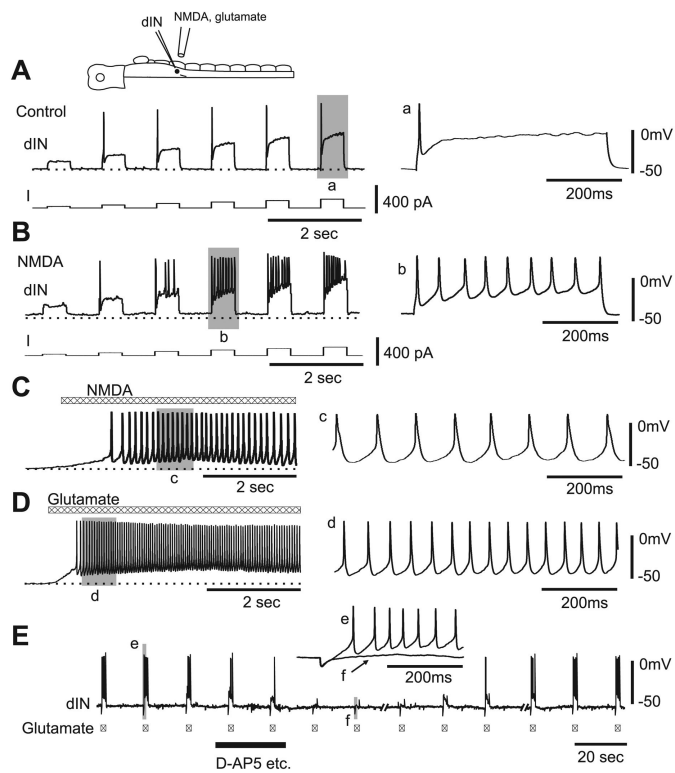 dIN
NMDA, glutamate
A
Control
dIN
a
I
400 pA
2 sec
a
0mV
-50
200ms
B
NMDA
dIN
b
I
400 pA
2 sec
b
0mV
-50
200ms
C
NMDA
c
2 sec
c
0mV
-50
200ms
D
Glutamate
d
2 sec
d
0mV
-50
200ms
E
e
f
200ms
e
dIN
f
0mV
-50
Glutamate
D-AP5 etc.
20 sec